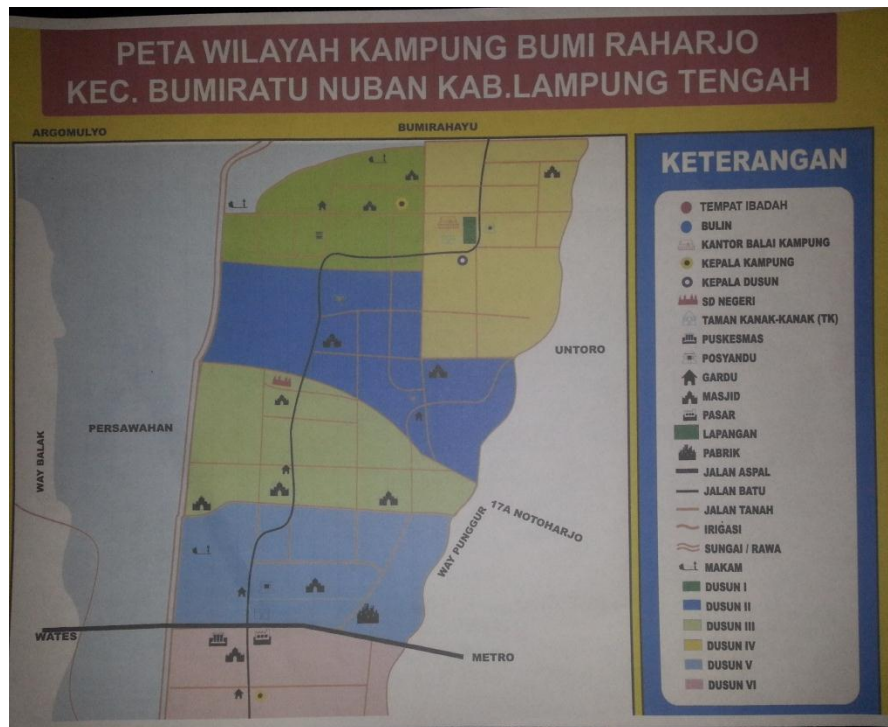 PETA WILAYAH KAMPUNG BUMI RAHARJO
KEC. BUMIRATU NUBAN KAB.LAMPUNG TENGAH
ARGOMULYO
BUMIRAHAYU
UNTORO
PERSAWAHAN
WAY BALAK
17A NOTOHARJO
WAY PUNGGUR
WATES
METRO
KETERANGAN
TEMPAT IBADAH
BULIN
KANTOR BALAI KAMPUNG
KEPALA KAMPUNG
KEPALA DUSUN
SD NEGERI
TAMAN KANAK-KANAK (TK)
PUSKESMAS
POSYANDU
GARDU
MASJID
PASAR
LAPANGAN
PABRIK
JALAN ASPAL
JALAN BATU
JALAN TANAH
IRIGASI
SUNGAI / RAWA
MAKAM
DUSUN I
DUSUN II
DUSUN III
DUSUN IV
DUSUN V
DUSUN VI